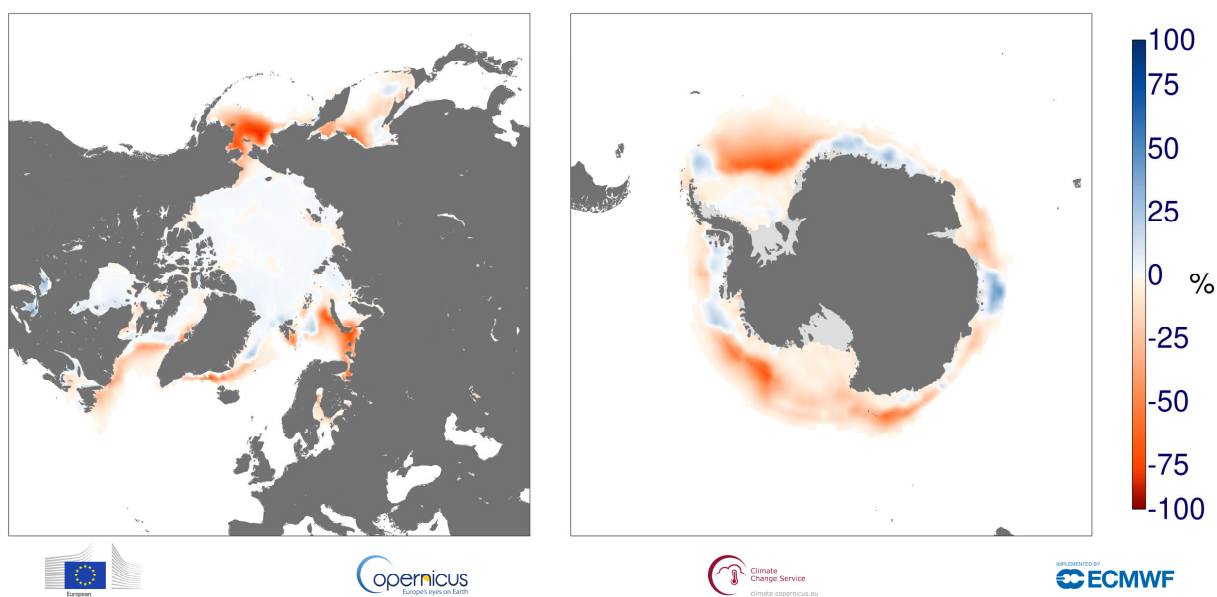 100
75
50
25
0
%
-25
-50
-75
-100
European
opernicus
Europe's eyes on Earth
Climate
Change Service
climate.copernicus.eu
IMPLEMENTED BY
ECMWF